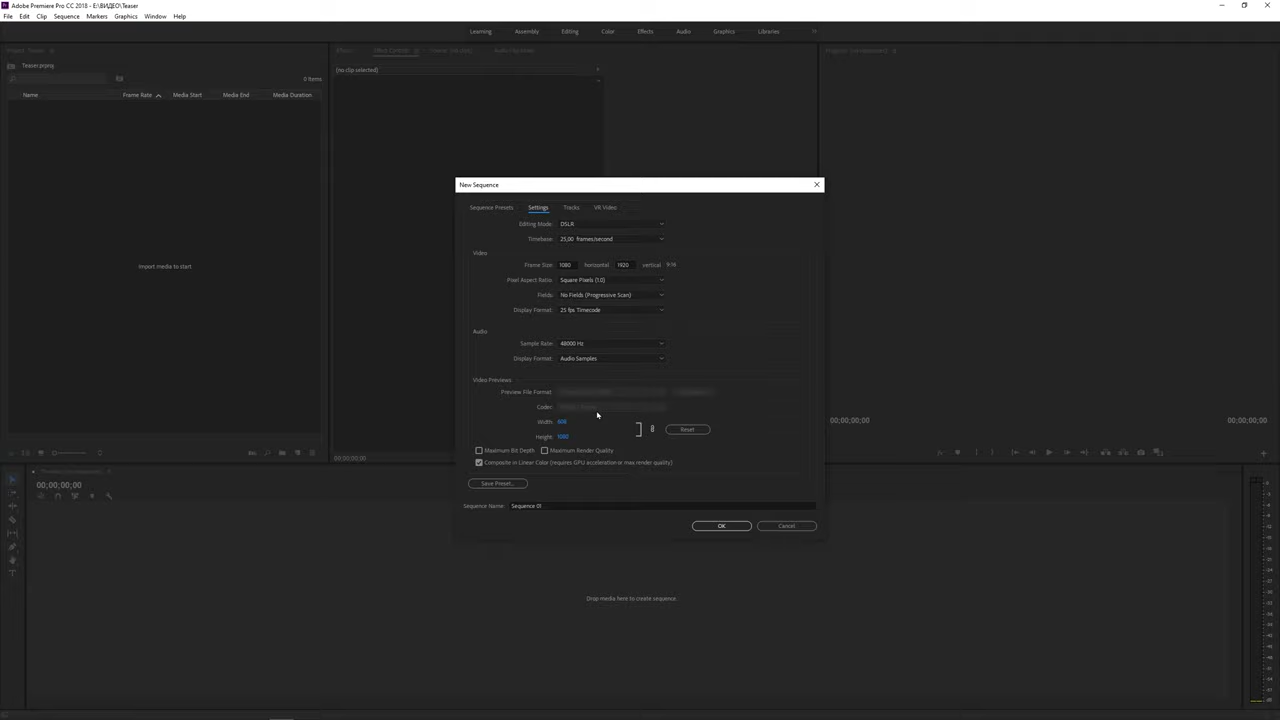 Adobe Premiere Pro CC 2018 - E:\ВИДЕО\Teaser
File Edit Clip Sequence Markers Graphics Window Help
Learning Assembly Editing Color Effects Audio Graphics Libraries
Effect Controls
Teaser.prproj
(no clip selected)
0 Items
Name Frame Rate Media Start Media End Media Duration
Import media to start
New Sequence
Sequence Presets Settings Tracks VR Video
Editing Mode: DSLR
Timebase: 25,00 frames/second
Video
Frame Size: 1080 horizontal 1920 vertical 9:16
Pixel Aspect Ratio: Square Pixels (1.0)
Fields: No Fields (Progressive Scan)
Display Format: 25 fps Timecode
Audio
Sample Rate: 48000 Hz
Display Format: Audio Samples
Video Previews
Preview File Format:
Codec:
Width: 608
Height: 1080
Reset
Maximum Bit Depth Maximum Render Quality
Composite in Linear Color (requires GPU acceleration or max render quality)
Save Preset...
Sequence Name: Sequence 01
OK Cancel
00;00;00;00 00;00;00;00
00;00;00;00
00;00;00;00
Drop media here to create sequence.